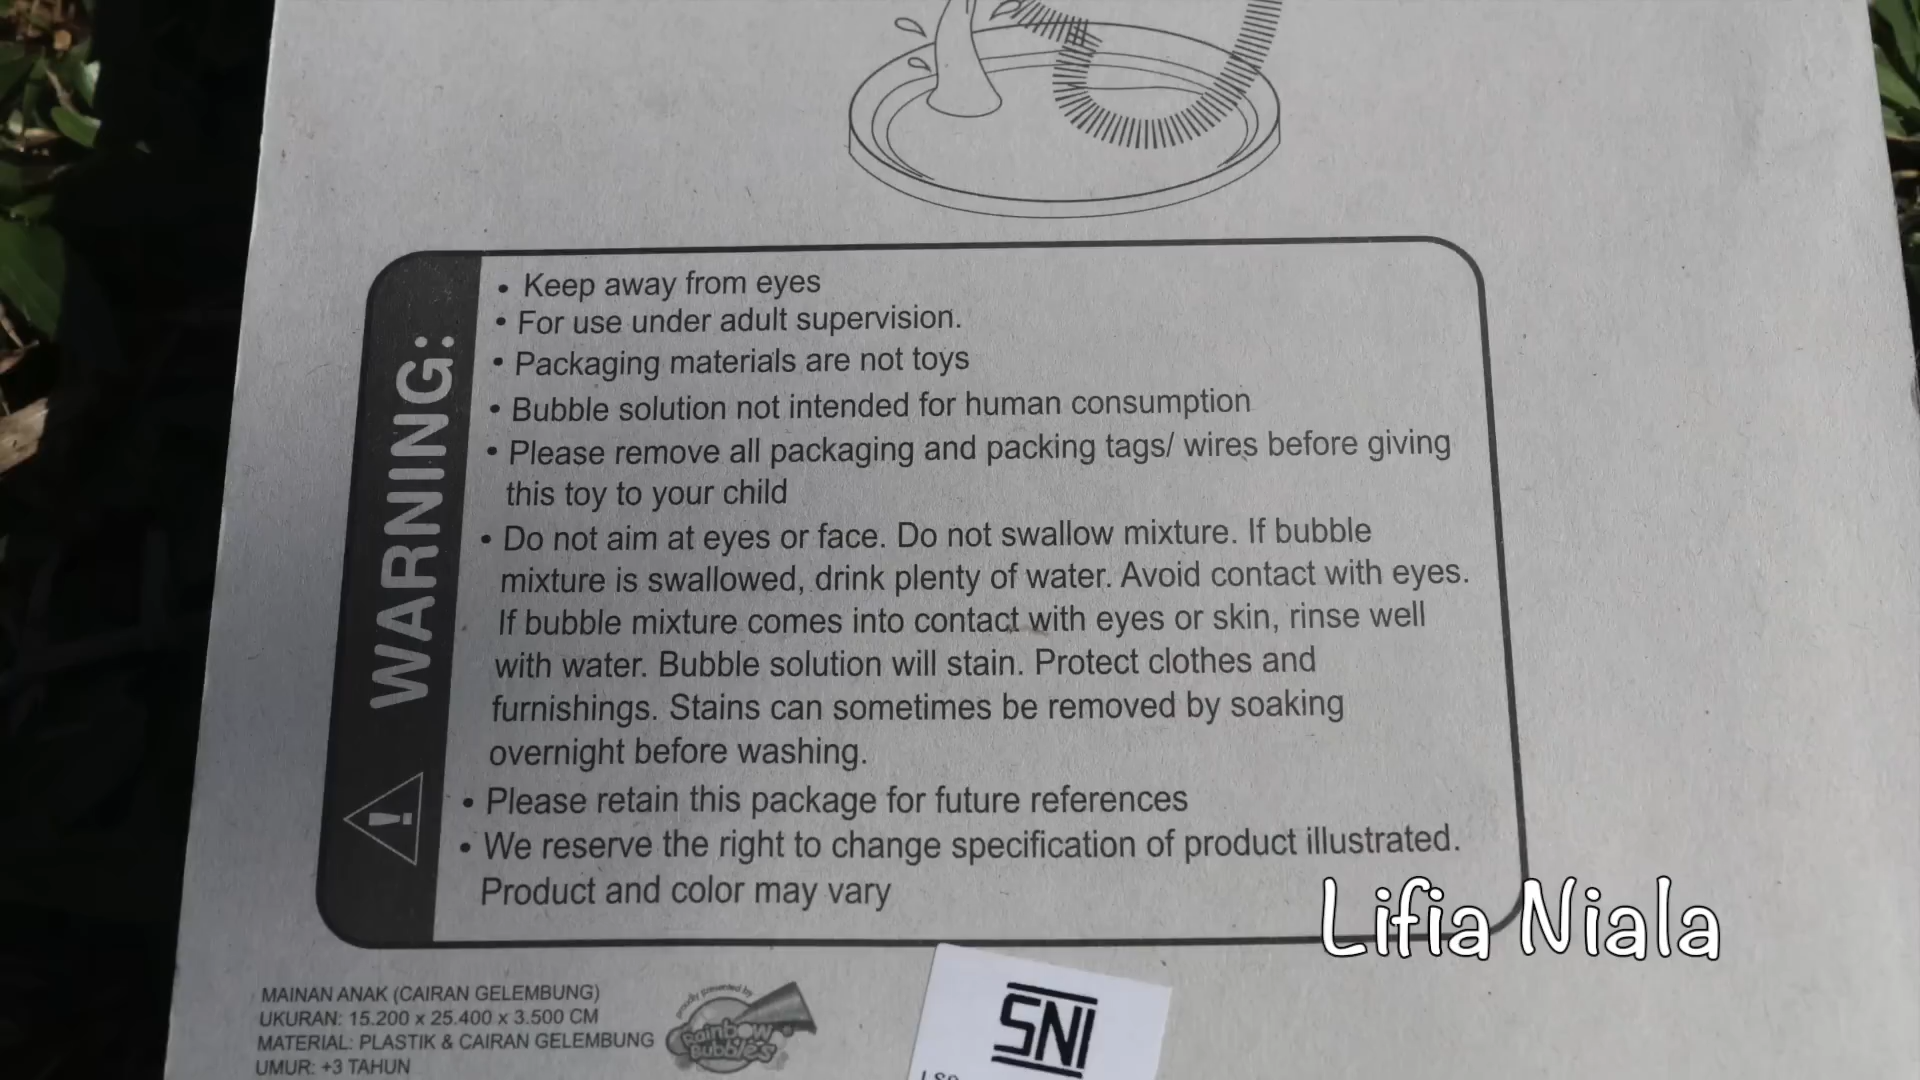 WARNING:
• Keep away from eyes
• For use under adult supervision.
• Packaging materials are not toys
• Bubble solution not intended for human consumption
• Please remove all packaging and packing tags/ wires before giving
this toy to your child
• Do not aim at eyes or face. Do not swallow mixture. If bubble
mixture is swallowed, drink plenty of water. Avoid contact with eyes.
If bubble mixture comes into contact with eyes or skin, rinse well
with water. Bubble solution will stain. Protect clothes and
furnishings. Stains can sometimes be removed by soaking
overnight before washing.
• Please retain this package for future references
• We reserve the right to change specification of product illustrated.
Product and color may vary
Lifia Niala
MAINAN ANAK (CAIRAN GELEMBUNG)
UKURAN: 15.200 x 25.400 x 3.500 CM
MATERIAL: PLASTIK & CAIRAN GELEMBUNG
UMUR: +3 TAHUN
proudly presented by
Rainbow
Bubbles
SNI